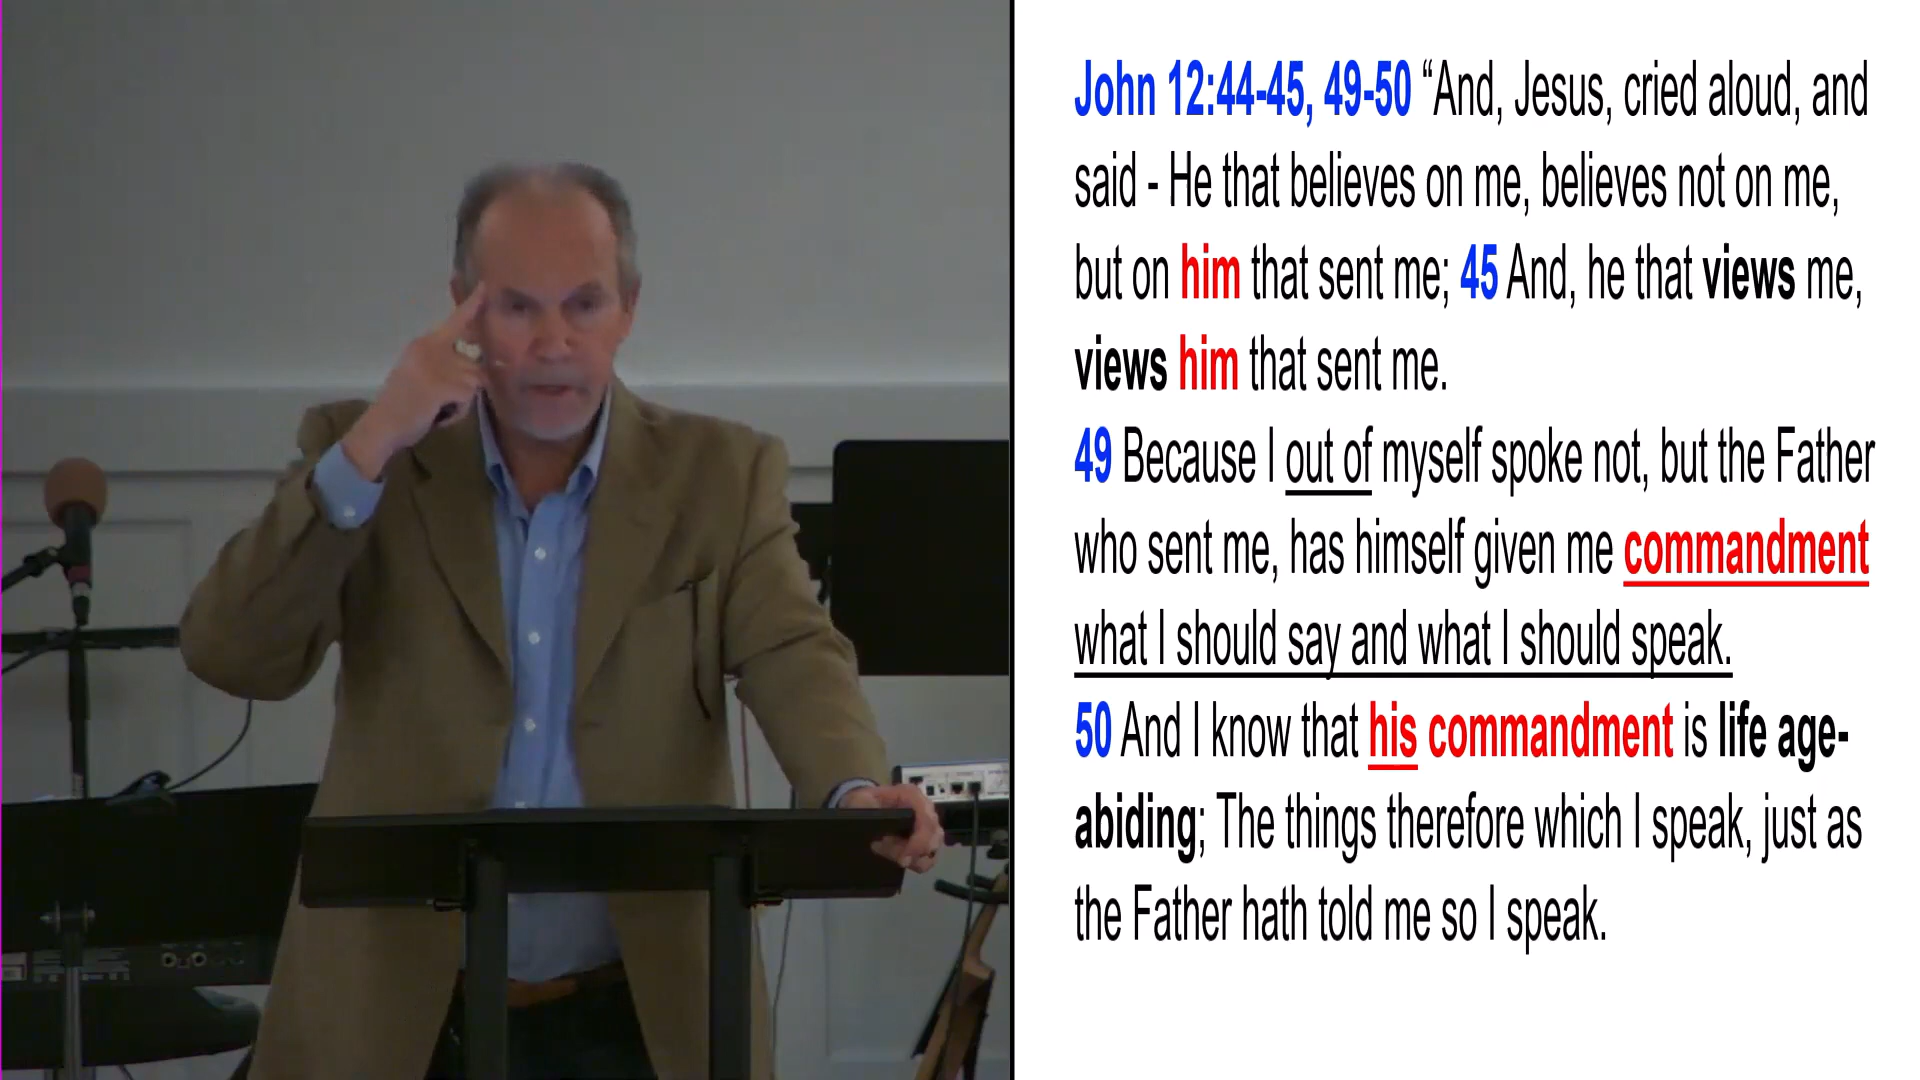 John 12:44-45, 49-50 “And, Jesus, cried aloud, and
said - He that believes on me, believes not on me,
but on him that sent me; 45 And, he that views me,
views him that sent me.
49 Because I out of myself spoke not, but the Father
who sent me, has himself given me commandment
what I should say and what I should speak.
50 And I know that his commandment is life age-
abiding; The things therefore which I speak, just as
the Father hath told me so I speak.